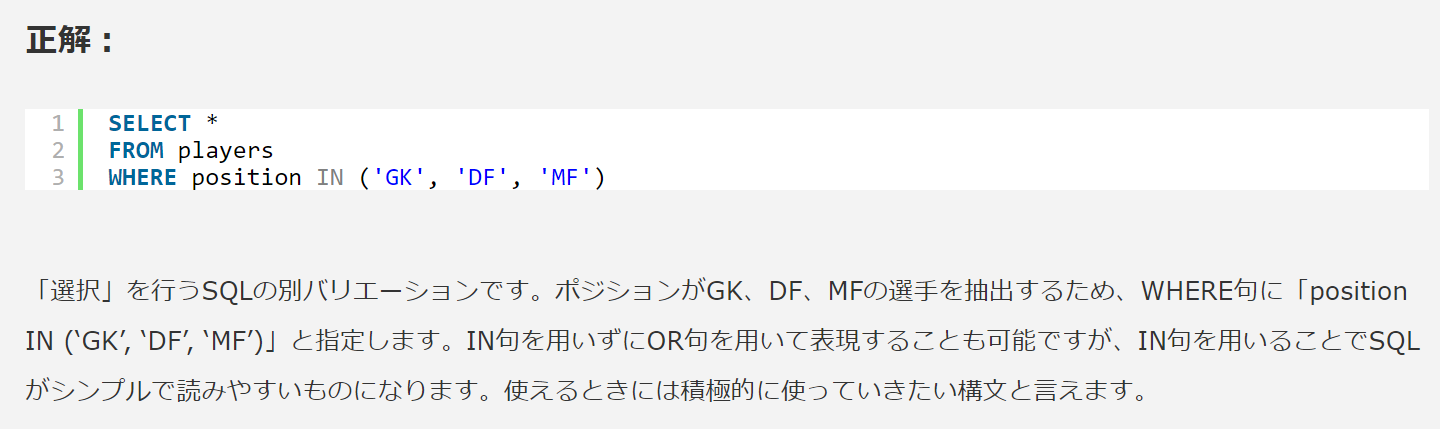 正解：
1 SELECT *
2 FROM players
3 WHERE position IN ('GK', 'DF', 'MF')
「選択」を行うSQLの別バリエーションです。ポジションがGK、DF、MFの選手を抽出するため、WHERE句に「position
IN (‘GK’, ‘DF’, ‘MF’)」と指定します。IN句を用いずにOR句を用いて表現することも可能ですが、IN句を用いることでSQL
がシンプルで読みやすいものになります。使えるときには積極的に使っていきたい構文と言えます。